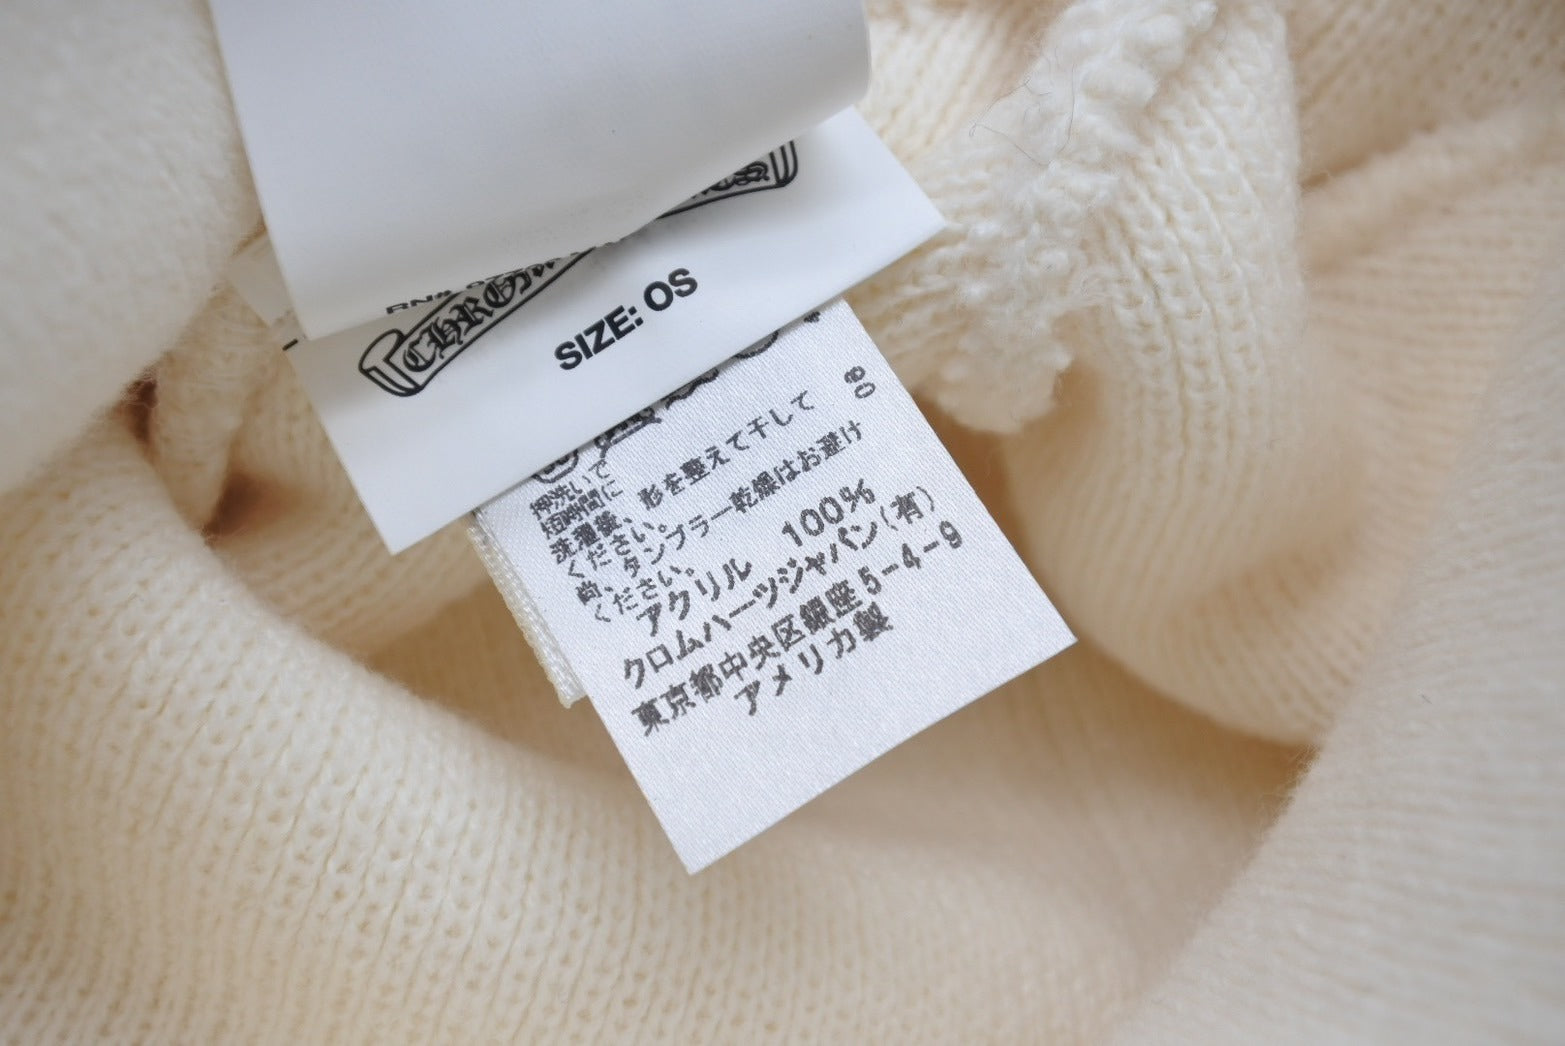 CHROME
SIZE: OS
押洗いで
短時間に
洗濯後、形を整えて干して
ください。
尚、タンブラー乾燥はお避け
ください。
アクリル 100%
クロムハーツジャパン(有)
東京都中央区銀座5-4-9
アメリカ製